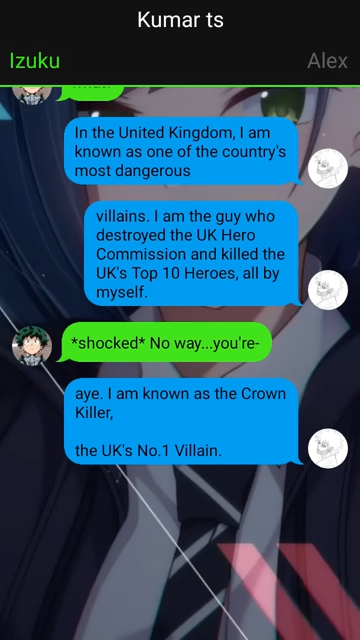 Kumar ts
Izuku
Alex
In the United Kingdom, I am
known as one of the country's
most dangerous
villains. I am the guy who
destroyed the UK Hero
Commission and killed the
UK's Top 10 Heroes, all by
myself.
*shocked* No way...you're-
aye. I am known as the Crown
Killer,
the UK's No.1 Villain.